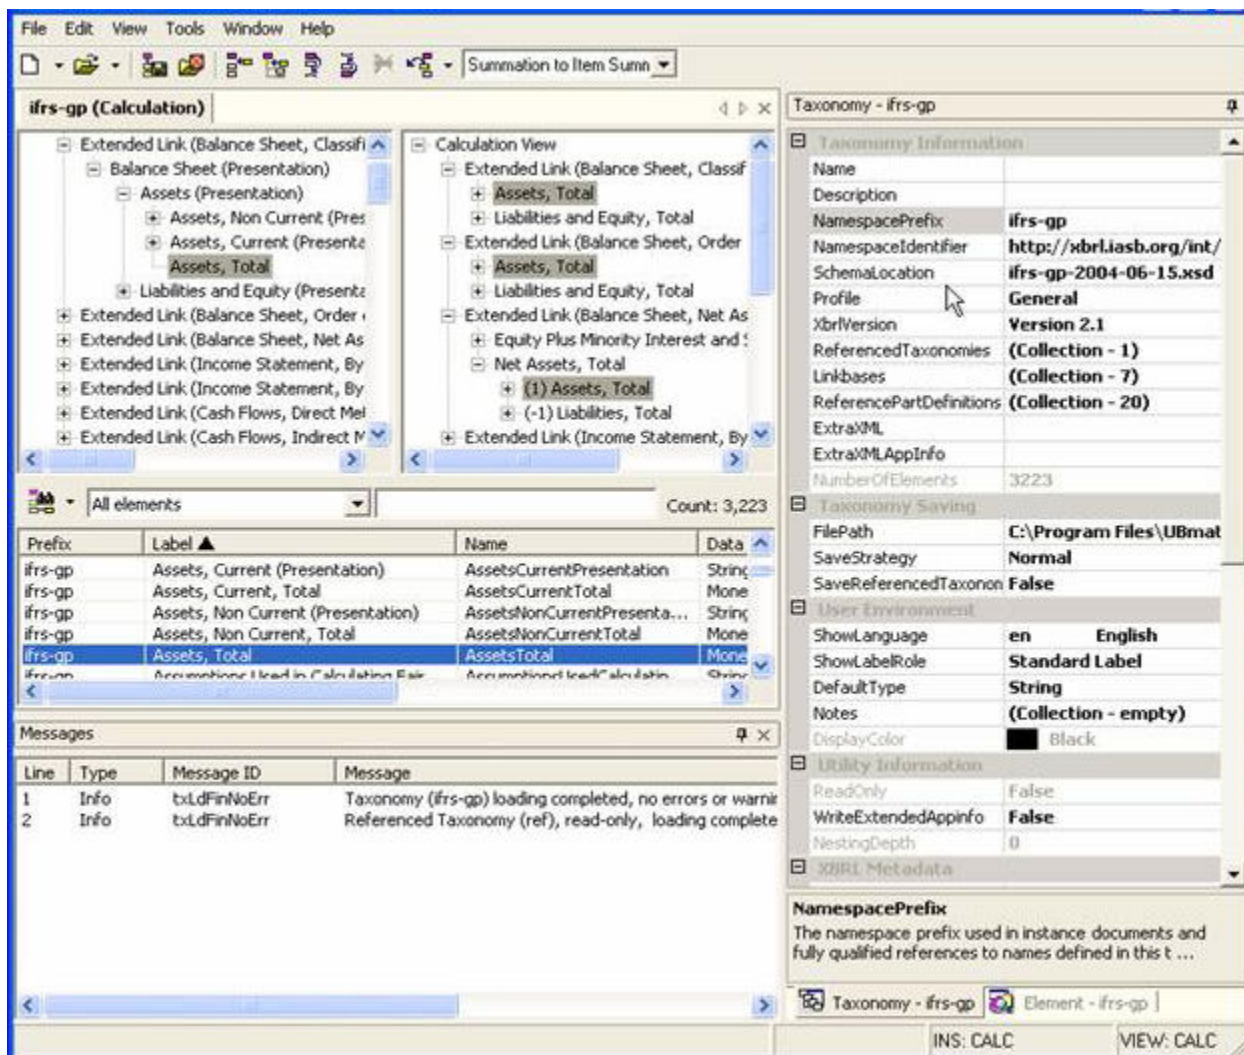 File Edit View Tools Window Help
Summation to Item Summ
ifrs-gp (Calculation)
Extended Link (Balance Sheet, Classifi
Balance Sheet (Presentation)
Assets (Presentation)
Assets, Non Current (Pres
Assets, Current (Presenta
Assets, Total
Liabilities and Equity (Presenta
Extended Link (Balance Sheet, Order
Extended Link (Balance Sheet, Net As
Extended Link (Income Statement, By
Extended Link (Income Statement, By
Extended Link (Cash Flows, Direct Met
Extended Link (Cash Flows, Indirect M
Calculation View
Extended Link (Balance Sheet, Classif
Assets, Total
Liabilities and Equity, Total
Extended Link (Balance Sheet, Order
Assets, Total
Liabilities and Equity, Total
Extended Link (Balance Sheet, Net As
Equity Plus Minority Interest and
Net Assets, Total
(1) Assets, Total
(-1) Liabilities, Total
Extended Link (Income Statement, By
All elements Count: 3,223
Prefix Label Name Data
ifrs-gp Assets, Current (Presentation) AssetsCurrentPresentation String
ifrs-gp Assets, Current, Total AssetsCurrentTotal Mone
ifrs-gp Assets, Non Current (Presentation) AssetsNonCurrentPresenta... String
ifrs-gp Assets, Non Current, Total AssetsNonCurrentTotal Mone
ifrs-gp Assets, Total AssetsTotal Mone
ifrs-gp Assumptions Used in Calculating Fair
Messages
Line Type Message ID Message
1 Info txLdFinNoErr Taxonomy (ifrs-gp) loading completed, no errors or warnin
2 Info txLdFinNoErr Referenced Taxonomy (ref), read-only, loading complete
Taxonomy - ifrs-gp
Taxonomy Information
Name
Description
NamespacePrefix ifrs-gp
NamespaceIdentifier http://xbrl.iasb.org/int/
SchemaLocation ifrs-gp-2004-06-15.xsd
Profile General
XbrlVersion Version 2.1
ReferencedTaxonomies (Collection - 1)
Linkbases (Collection - 7)
ReferencePartDefinitions (Collection - 20)
ExtraXML
ExtraXMLAppInfo
NumberOfElements 3223
Taxonomy Saving
FilePath C:\Program Files\UBmat
SaveStrategy Normal
SaveReferencedTaxonon False
User Environment
ShowLanguage en English
ShowLabelRole Standard Label
DefaultType String
Notes (Collection - empty)
DisplayColor Black
Utility Information
ReadOnly False
WriteExtendedAppinfo False
NestingDepth 0
XBRL Metadata
NamespacePrefix
The namespace prefix used in instance documents and
fully qualified references to names defined in this t ...
Taxonomy - ifrs-gp Element - ifrs-gp
INS: CALC VIEW: CALC